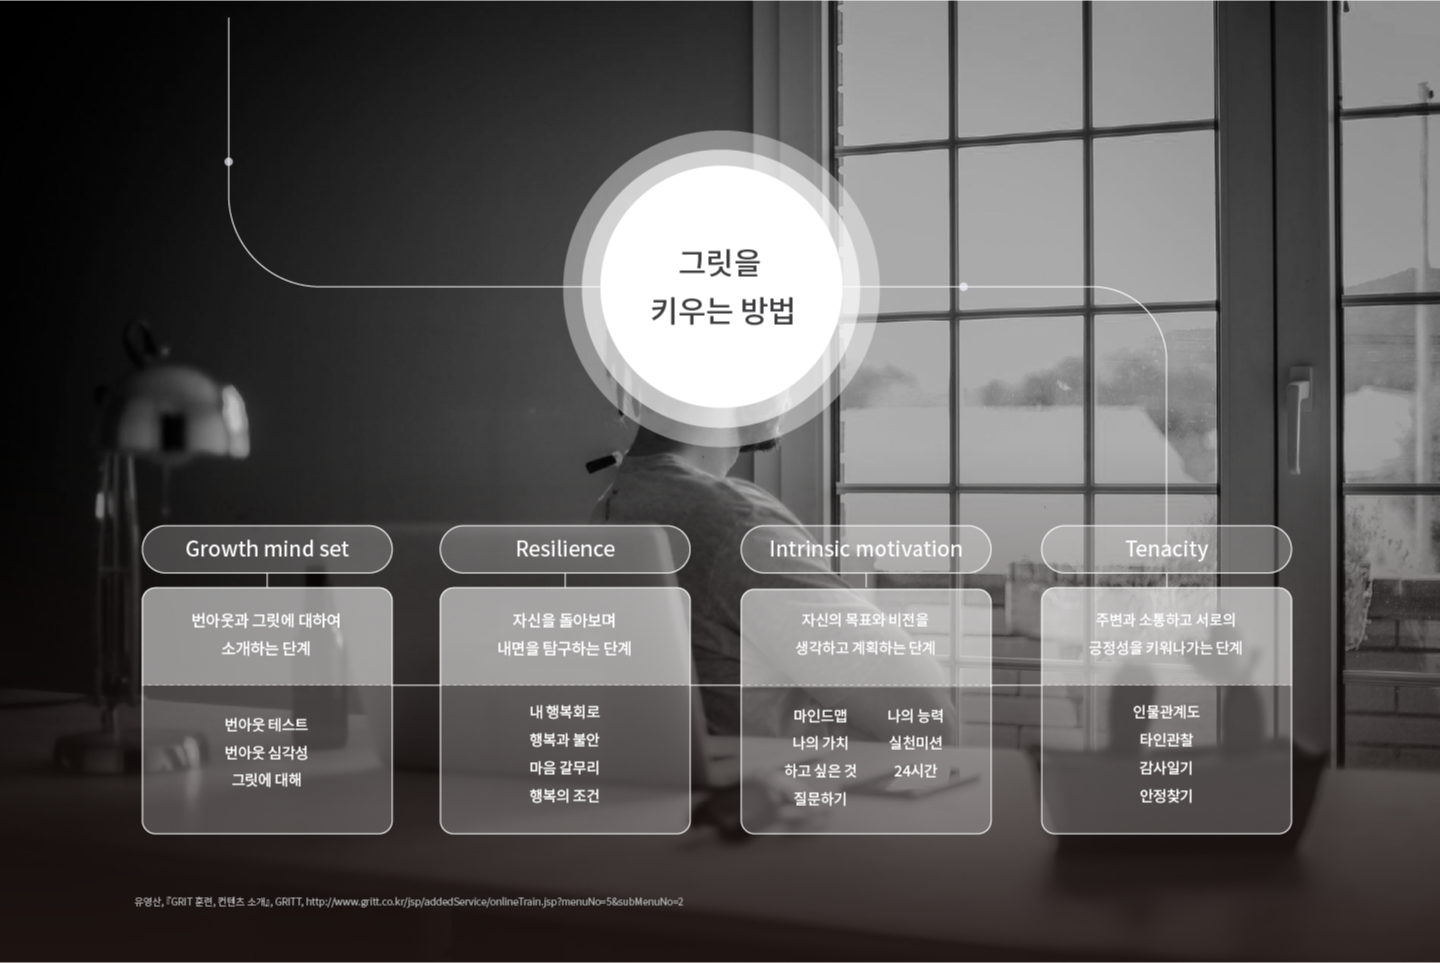 그릿을
키우는 방법
Growth mind set
번아웃과 그릿에 대하여
소개하는 단계
번아웃 테스트
번아웃 심각성
그릿에 대해
Resilience
자신을 돌아보며
내면을 탐구하는 단계
내 행복회로
행복과 불안
마음 갈무리
행복의 조건
Intrinsic motivation
자신의 목표와 비전을
생각하고 계획하는 단계
마인드맵
나의 가치
하고 싶은 것
질문하기
나의 능력
실천미션
24시간
Tenacity
주변과 소통하고 서로의
긍정성을 키워나가는 단계
인물관계도
타인관찰
감사일기
안정찾기
유영산, 『GRIT 훈련, 컨텐츠 소개』, GRITT, http://www.gritt.co.kr/jsp/addedService/onlineTrain.jsp?menuNo=5&subMenuNo=2